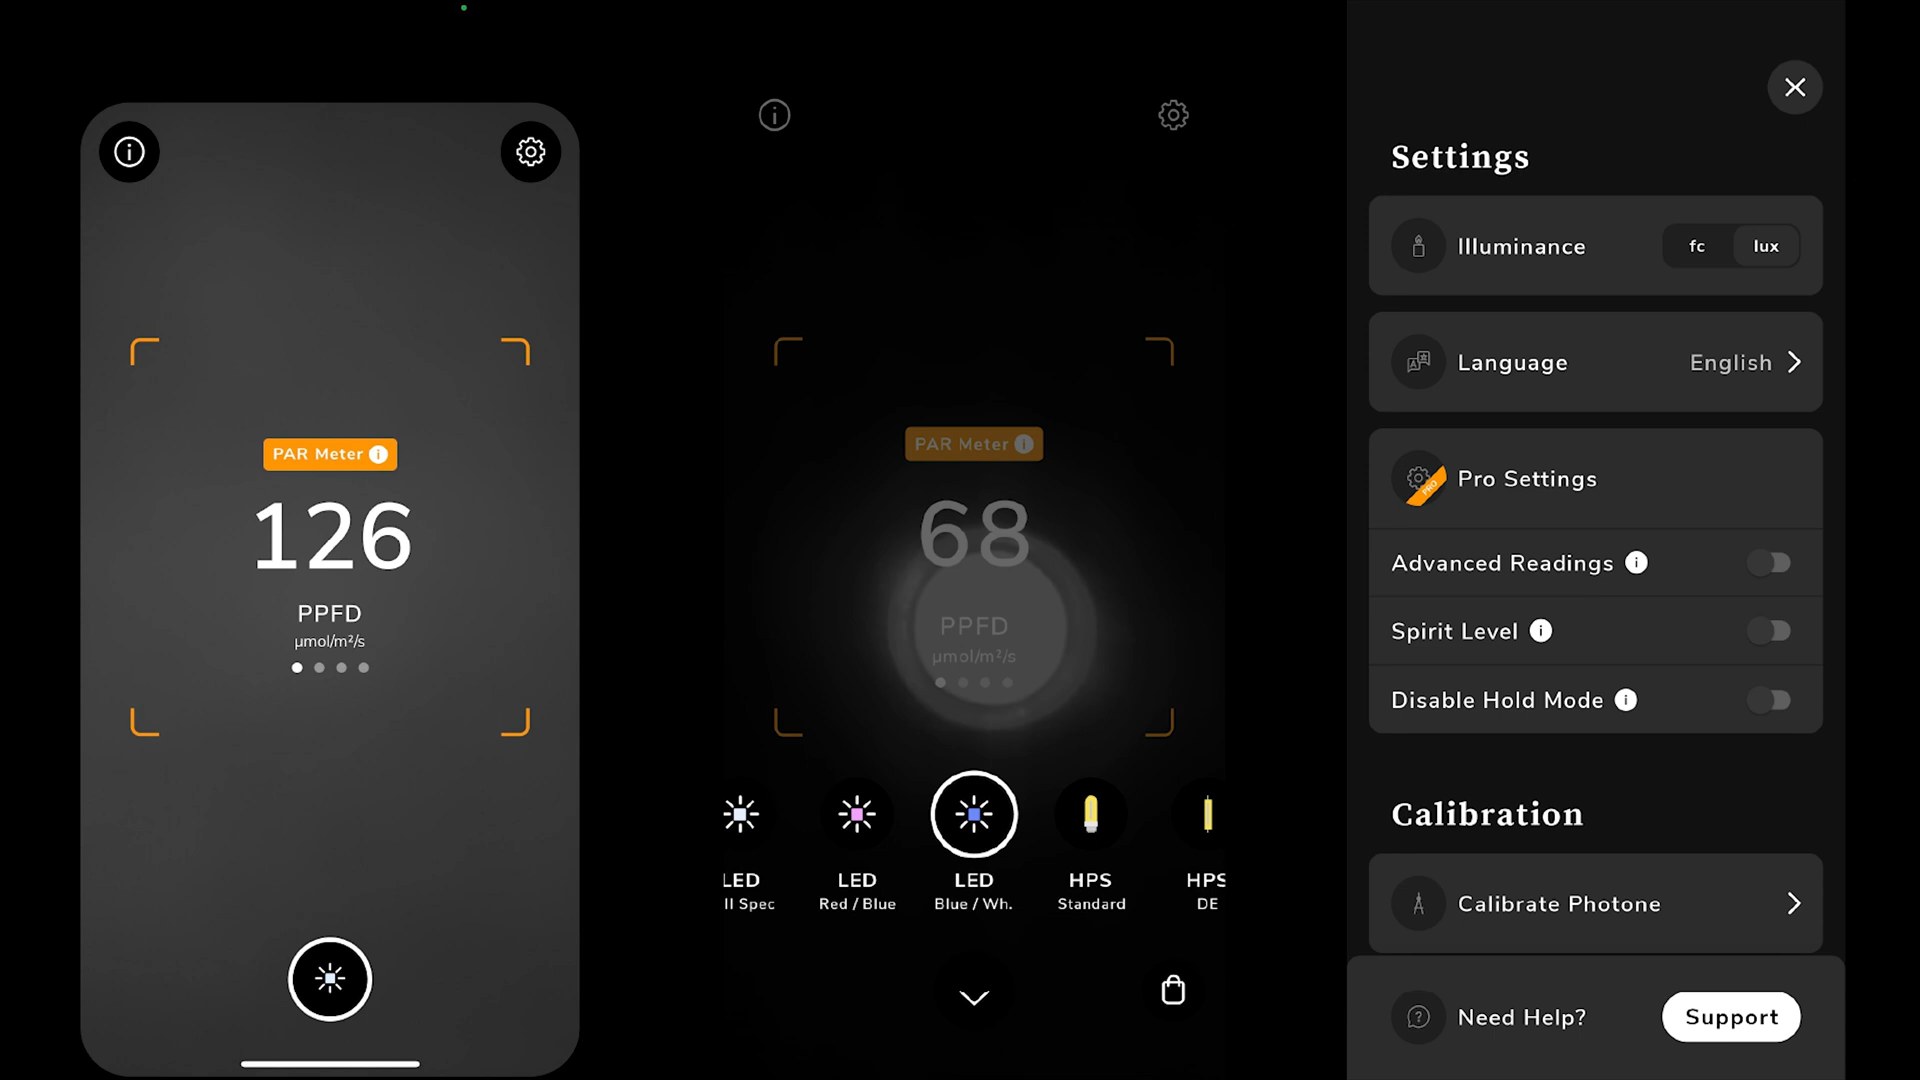 PAR Meter
126
PPFD
µmol/m²/s
PAR Meter
68
PPFD
µmol/m²/s
LED
ll Spec
LED
Red / Blue
LED
Blue / Wh.
HPS
Standard
HPS
DE
Settings
Illuminance
fc
lux
Language
English
PRO
Pro Settings
Advanced Readings
Spirit Level
Disable Hold Mode
Calibration
Calibrate Photone
Need Help?
Support